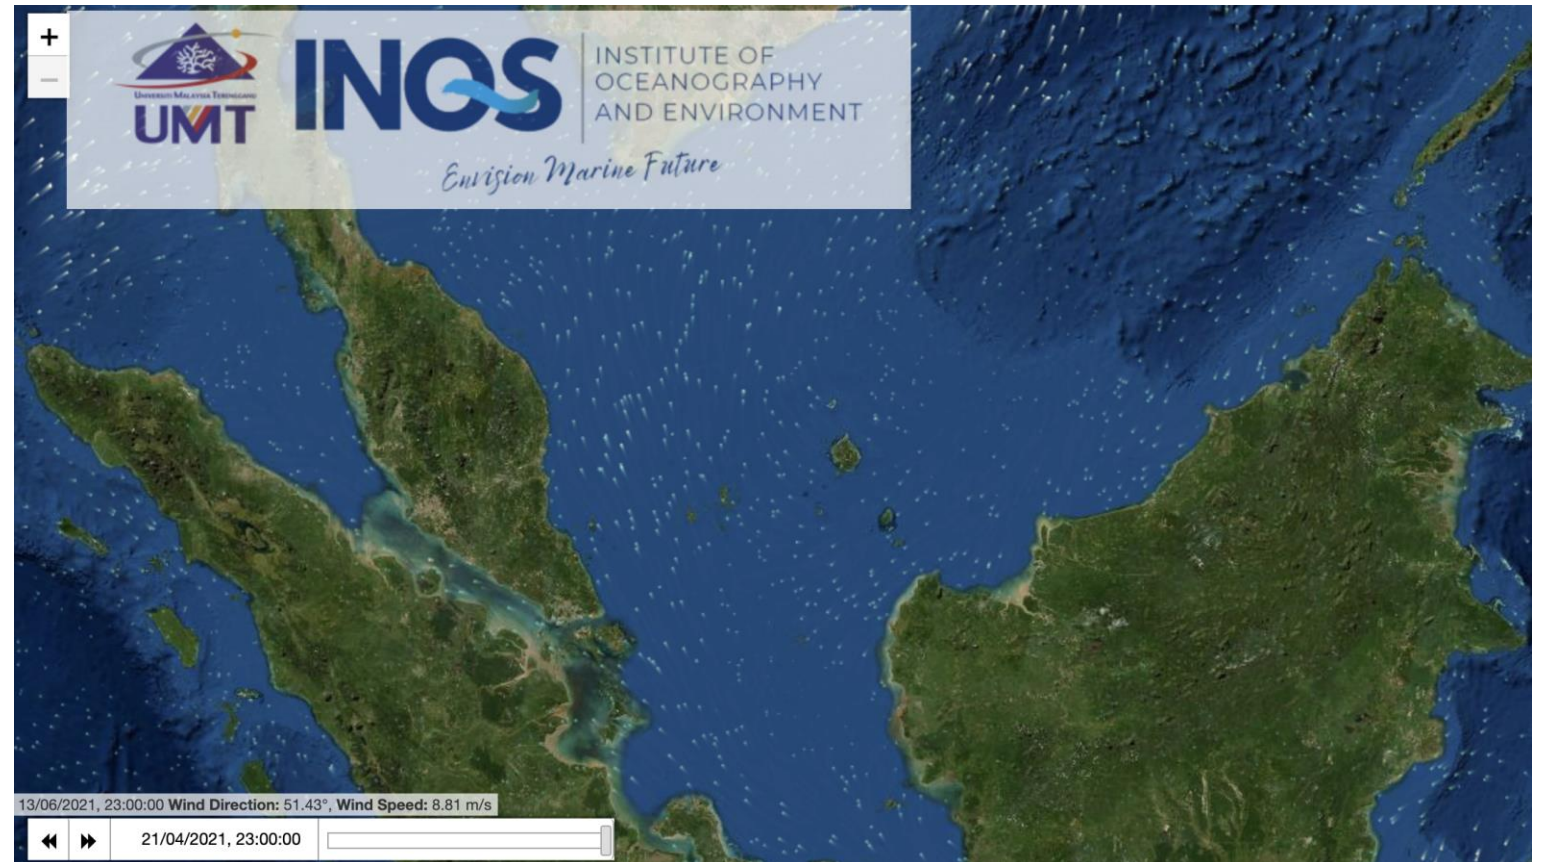 +
−
UNIVERSITI MALAYSIA TERENGGANU
UMT
INOS
INSTITUTE OF
OCEANOGRAPHY
AND ENVIRONMENT
Envision Marine Future
13/06/2021, 23:00:00 Wind Direction: 51.43°, Wind Speed: 8.81 m/s
21/04/2021, 23:00:00